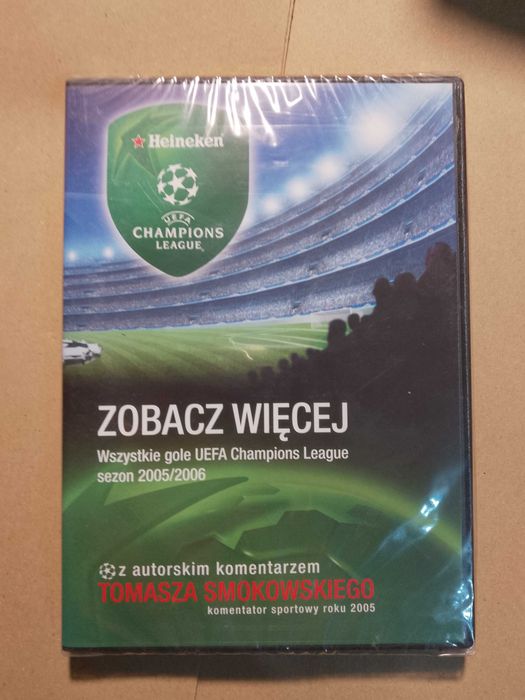 Heineken
UEFA
CHAMPIONS
LEAGUE
ZOBACZ WIĘCEJ
Wszystkie gole UEFA Champions League
sezon 2005/2006
z autorskim komentarzem
TOMASZA SMOKOWSKIEGO
komentator sportowy roku 2005